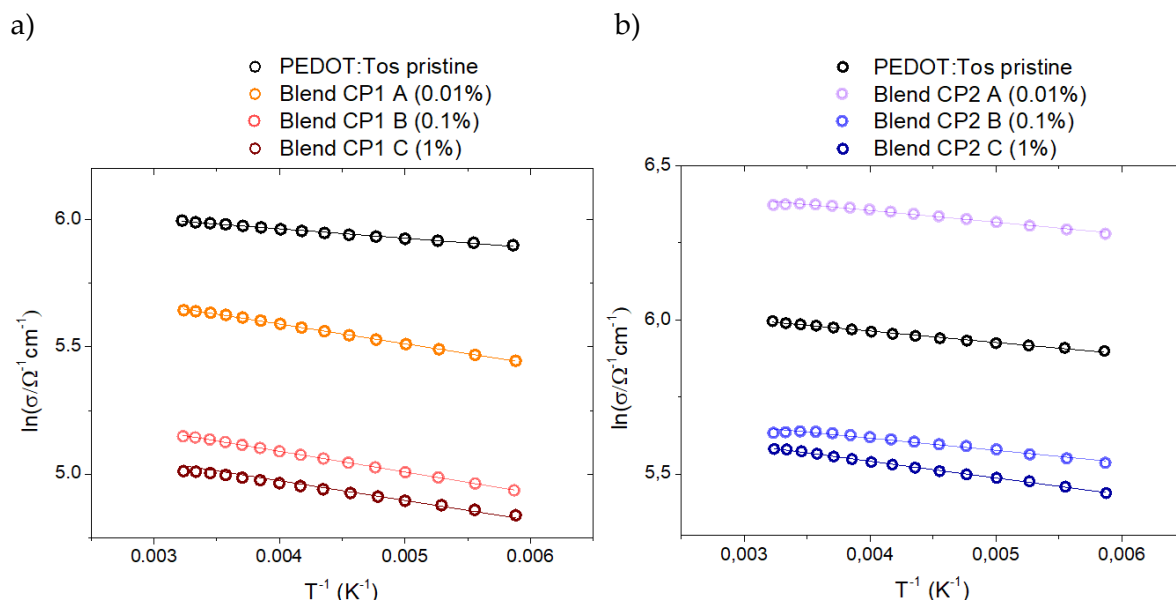 a)
PEDOT:Tos pristine
Blend CP1 A (0.01%)
Blend CP1 B (0.1%)
Blend CP1 C (1%)
6.0
5.5
5.0
ln(σ/Ω⁻¹cm⁻¹)
0.003
0.004
0.005
0.006
T⁻¹ (K⁻¹)
b)
PEDOT:Tos pristine
Blend CP2 A (0.01%)
Blend CP2 B (0.1%)
Blend CP2 C (1%)
6,5
6,0
5,5
ln(σ/Ω⁻¹cm⁻¹)
0,003
0,004
0,005
0,006
T⁻¹ (K⁻¹)